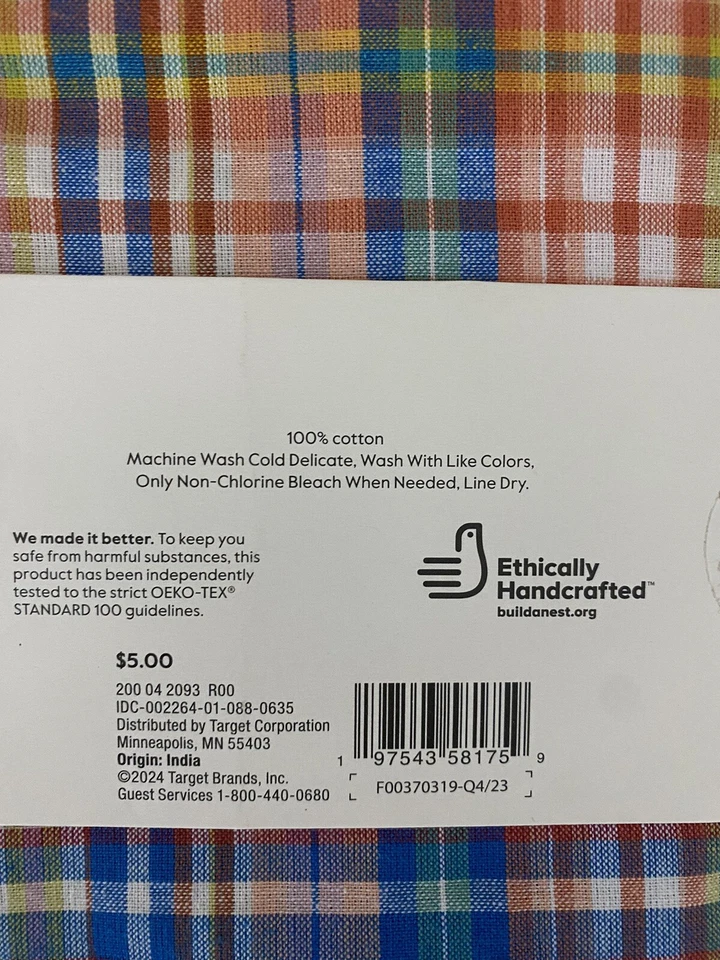 100% cotton
Machine Wash Cold Delicate, Wash With Like Colors,
Only Non-Chlorine Bleach When Needed, Line Dry.
We made it better. To keep you
safe from harmful substances, this
product has been independently
tested to the strict OEKO-TEX®
STANDARD 100 guidelines.
Ethically
Handcrafted™
buildanest.org
$5.00
200 04 2093 R00
IDC-002264-01-088-0635
Distributed by Target Corporation
Minneapolis, MN 55403
Origin: India
©2024 Target Brands, Inc.
Guest Services 1-800-440-0680
1 97543 58175 9
F00370319-Q4/23